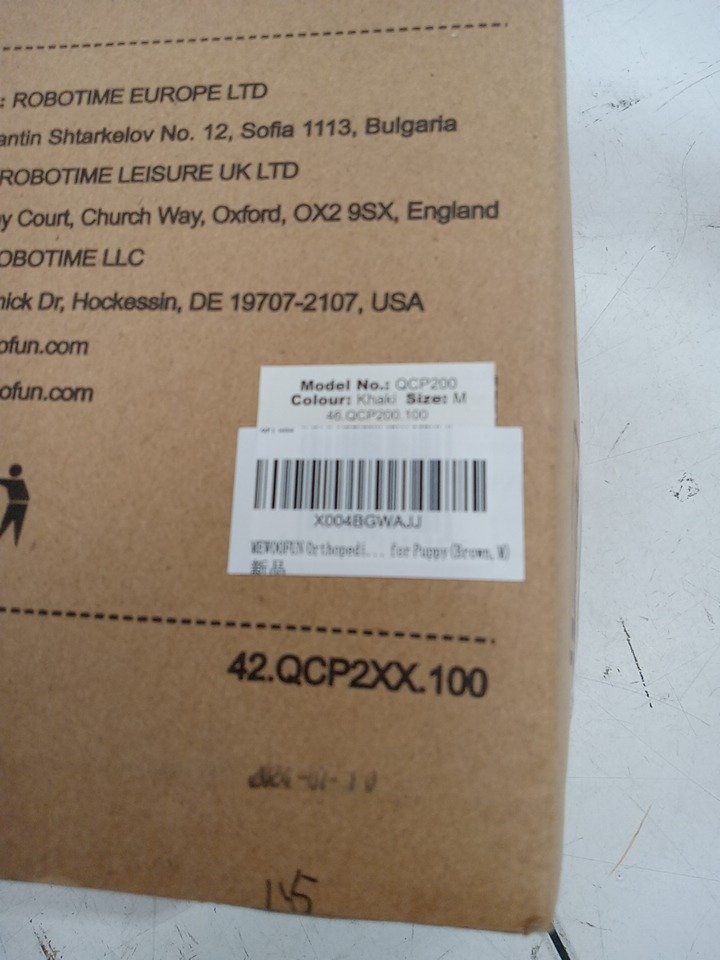 : ROBOTIME EUROPE LTD
antin Shtarkelov No. 12, Sofia 1113, Bulgaria
ROBOTIME LEISURE UK LTD
y Court, Church Way, Oxford, OX2 9SX, England
OBOTIME LLC
nick Dr, Hockessin, DE 19707-2107, USA
ofun.com
ofun.com
Model No.: QCP200
Colour: Khaki Size: M
46.QCP200.100
X004BGWAJJ
MEWOOFUN Orthopedi... for Puppy (Brown, M)
新品
42.QCP2XX.100
145